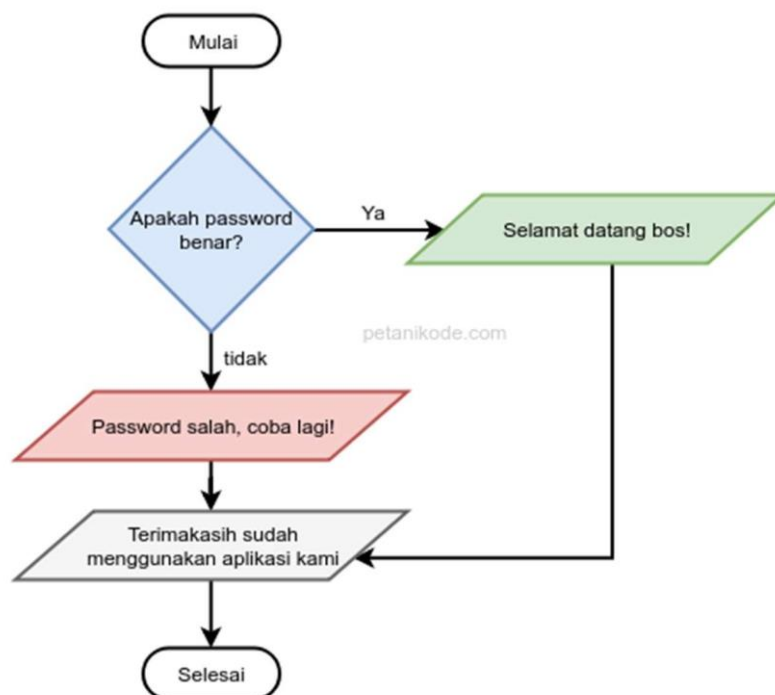 Mulai
Apakah password
benar?
Ya
Selamat datang bos!
petanikode.com
tidak
Password salah, coba lagi!
Terimakasih sudah
menggunakan aplikasi kami
Selesai